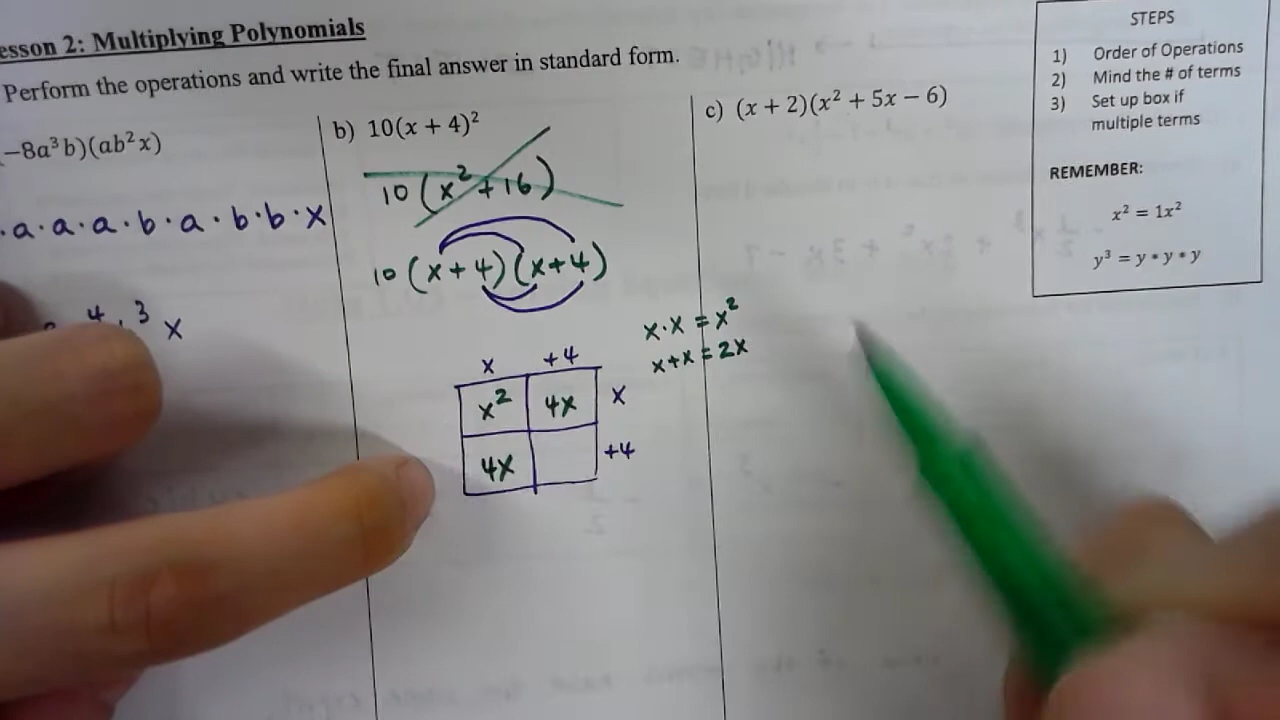 esson 2: Multiplying Polynomials
Perform the operations and write the final answer in standard form.
−8a³b)(ab²x)
· a · a · a · b · a · b · b · x
4 3 x
b) 10(x + 4)²
10(x² + 16)
10(x + 4)(x + 4)
x +4
x² 4x x
4x +4
x · x = x²
x + x = 2x
c) (x + 2)(x² + 5x − 6)
STEPS
1) Order of Operations
2) Mind the # of terms
3) Set up box if
multiple terms
REMEMBER:
x² = 1x²
y³ = y * y * y